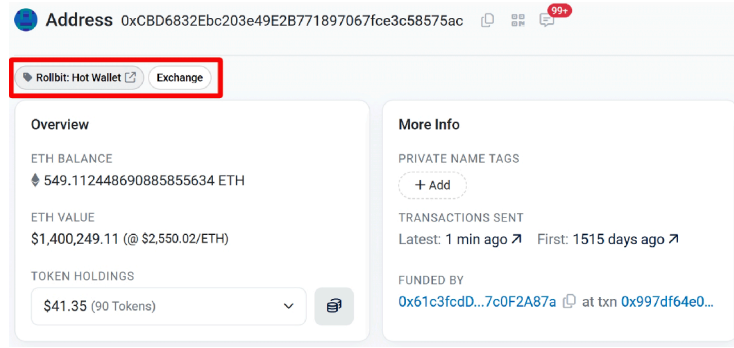 Address 0xCBD6832Ebc203e49E2B771897067fce3c58575ac 99+
Rollbit: Hot Wallet Exchange
Overview
ETH BALANCE
549.112448690885855634 ETH
ETH VALUE
$1,400,249.11 (@ $2,550.02/ETH)
TOKEN HOLDINGS
$41.35 (90 Tokens)
More Info
PRIVATE NAME TAGS
+ Add
TRANSACTIONS SENT
Latest: 1 min ago ↗ First: 1515 days ago ↗
FUNDED BY
0x61c3fcdD...7c0F2A87a at txn 0x997df64e0...